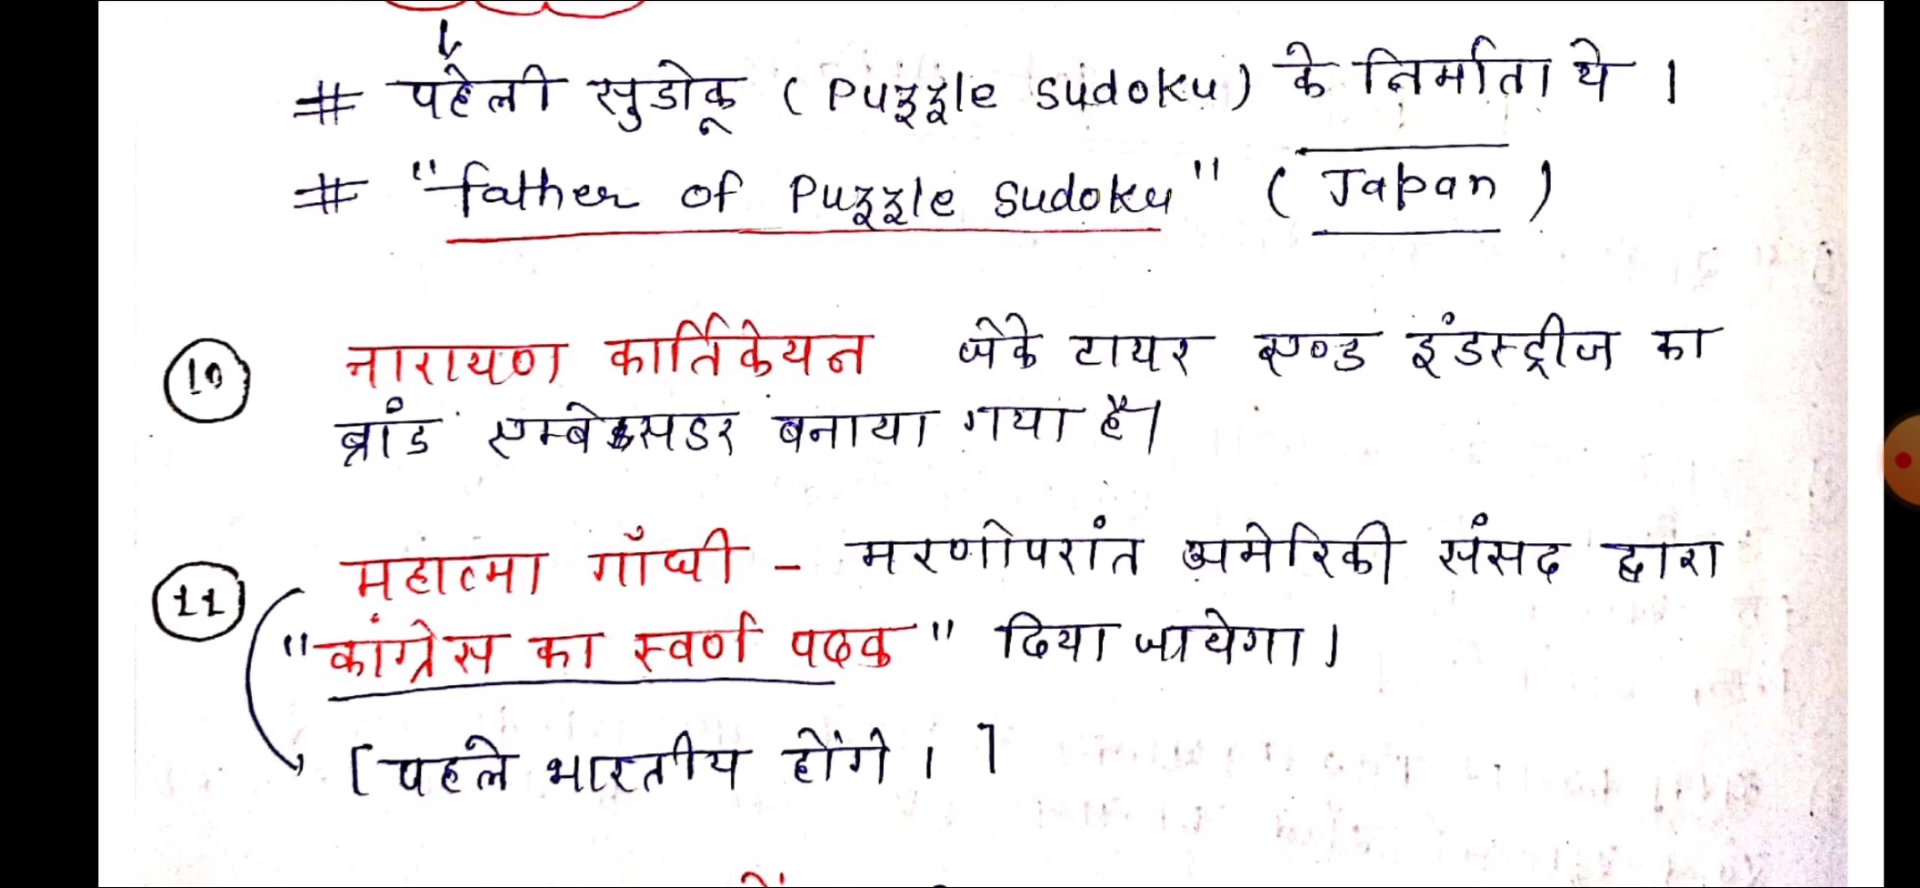 # पहेली सुडोकू (Puzzle Sudoku) के निर्माता थे ।
# "father of Puzzle Sudoku" (Japan)
10 नारायण कार्तिकेयन जेके टायर एण्ड इंडस्ट्रीज का
ब्रांड एम्बेसडर बनाया गया है।
11 महात्मा गाँधी - मरणोपरांत अमेरिकी संसद द्वारा
"कांग्रेस का स्वर्ण पदक" दिया जायेगा।
[पहले भारतीय होंगे । ]